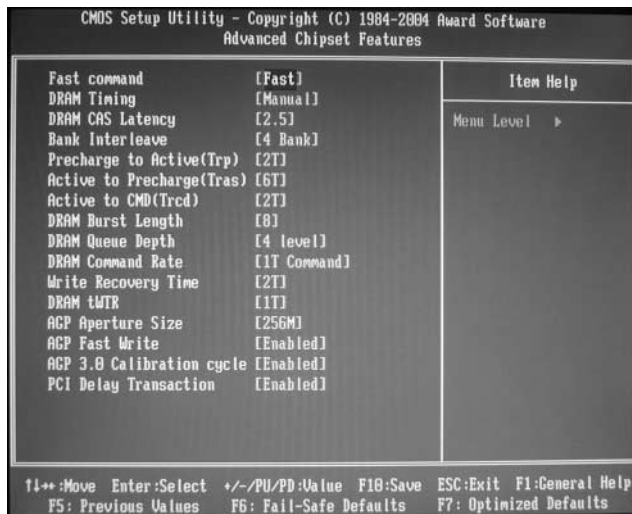 CMOS Setup Utility - Copyright (C) 1984-2004 Award Software
Advanced Chipset Features
Fast command [Fast]
DRAM Timing [Manual]
DRAM CAS Latency [2.5]
Bank Interleave [4 Bank]
Precharge to Active(Trp) [2T]
Active to Precharge(Tras) [6T]
Active to CMD(Trcd) [2T]
DRAM Burst Length [8]
DRAM Queue Depth [4 level]
DRAM Command Rate [1T Command]
Write Recovery Time [2T]
DRAM tWTR [1T]
AGP Aperture Size [256M]
AGP Fast Write [Enabled]
AGP 3.0 Calibration cycle [Enabled]
PCI Delay Transaction [Enabled]
Item Help
Menu Level ▸
↑↓→←:Move Enter:Select +/-/PU/PD:Value F10:Save ESC:Exit F1:General Help
F5: Previous Values F6: Fail-Safe Defaults F7: Optimized Defaults